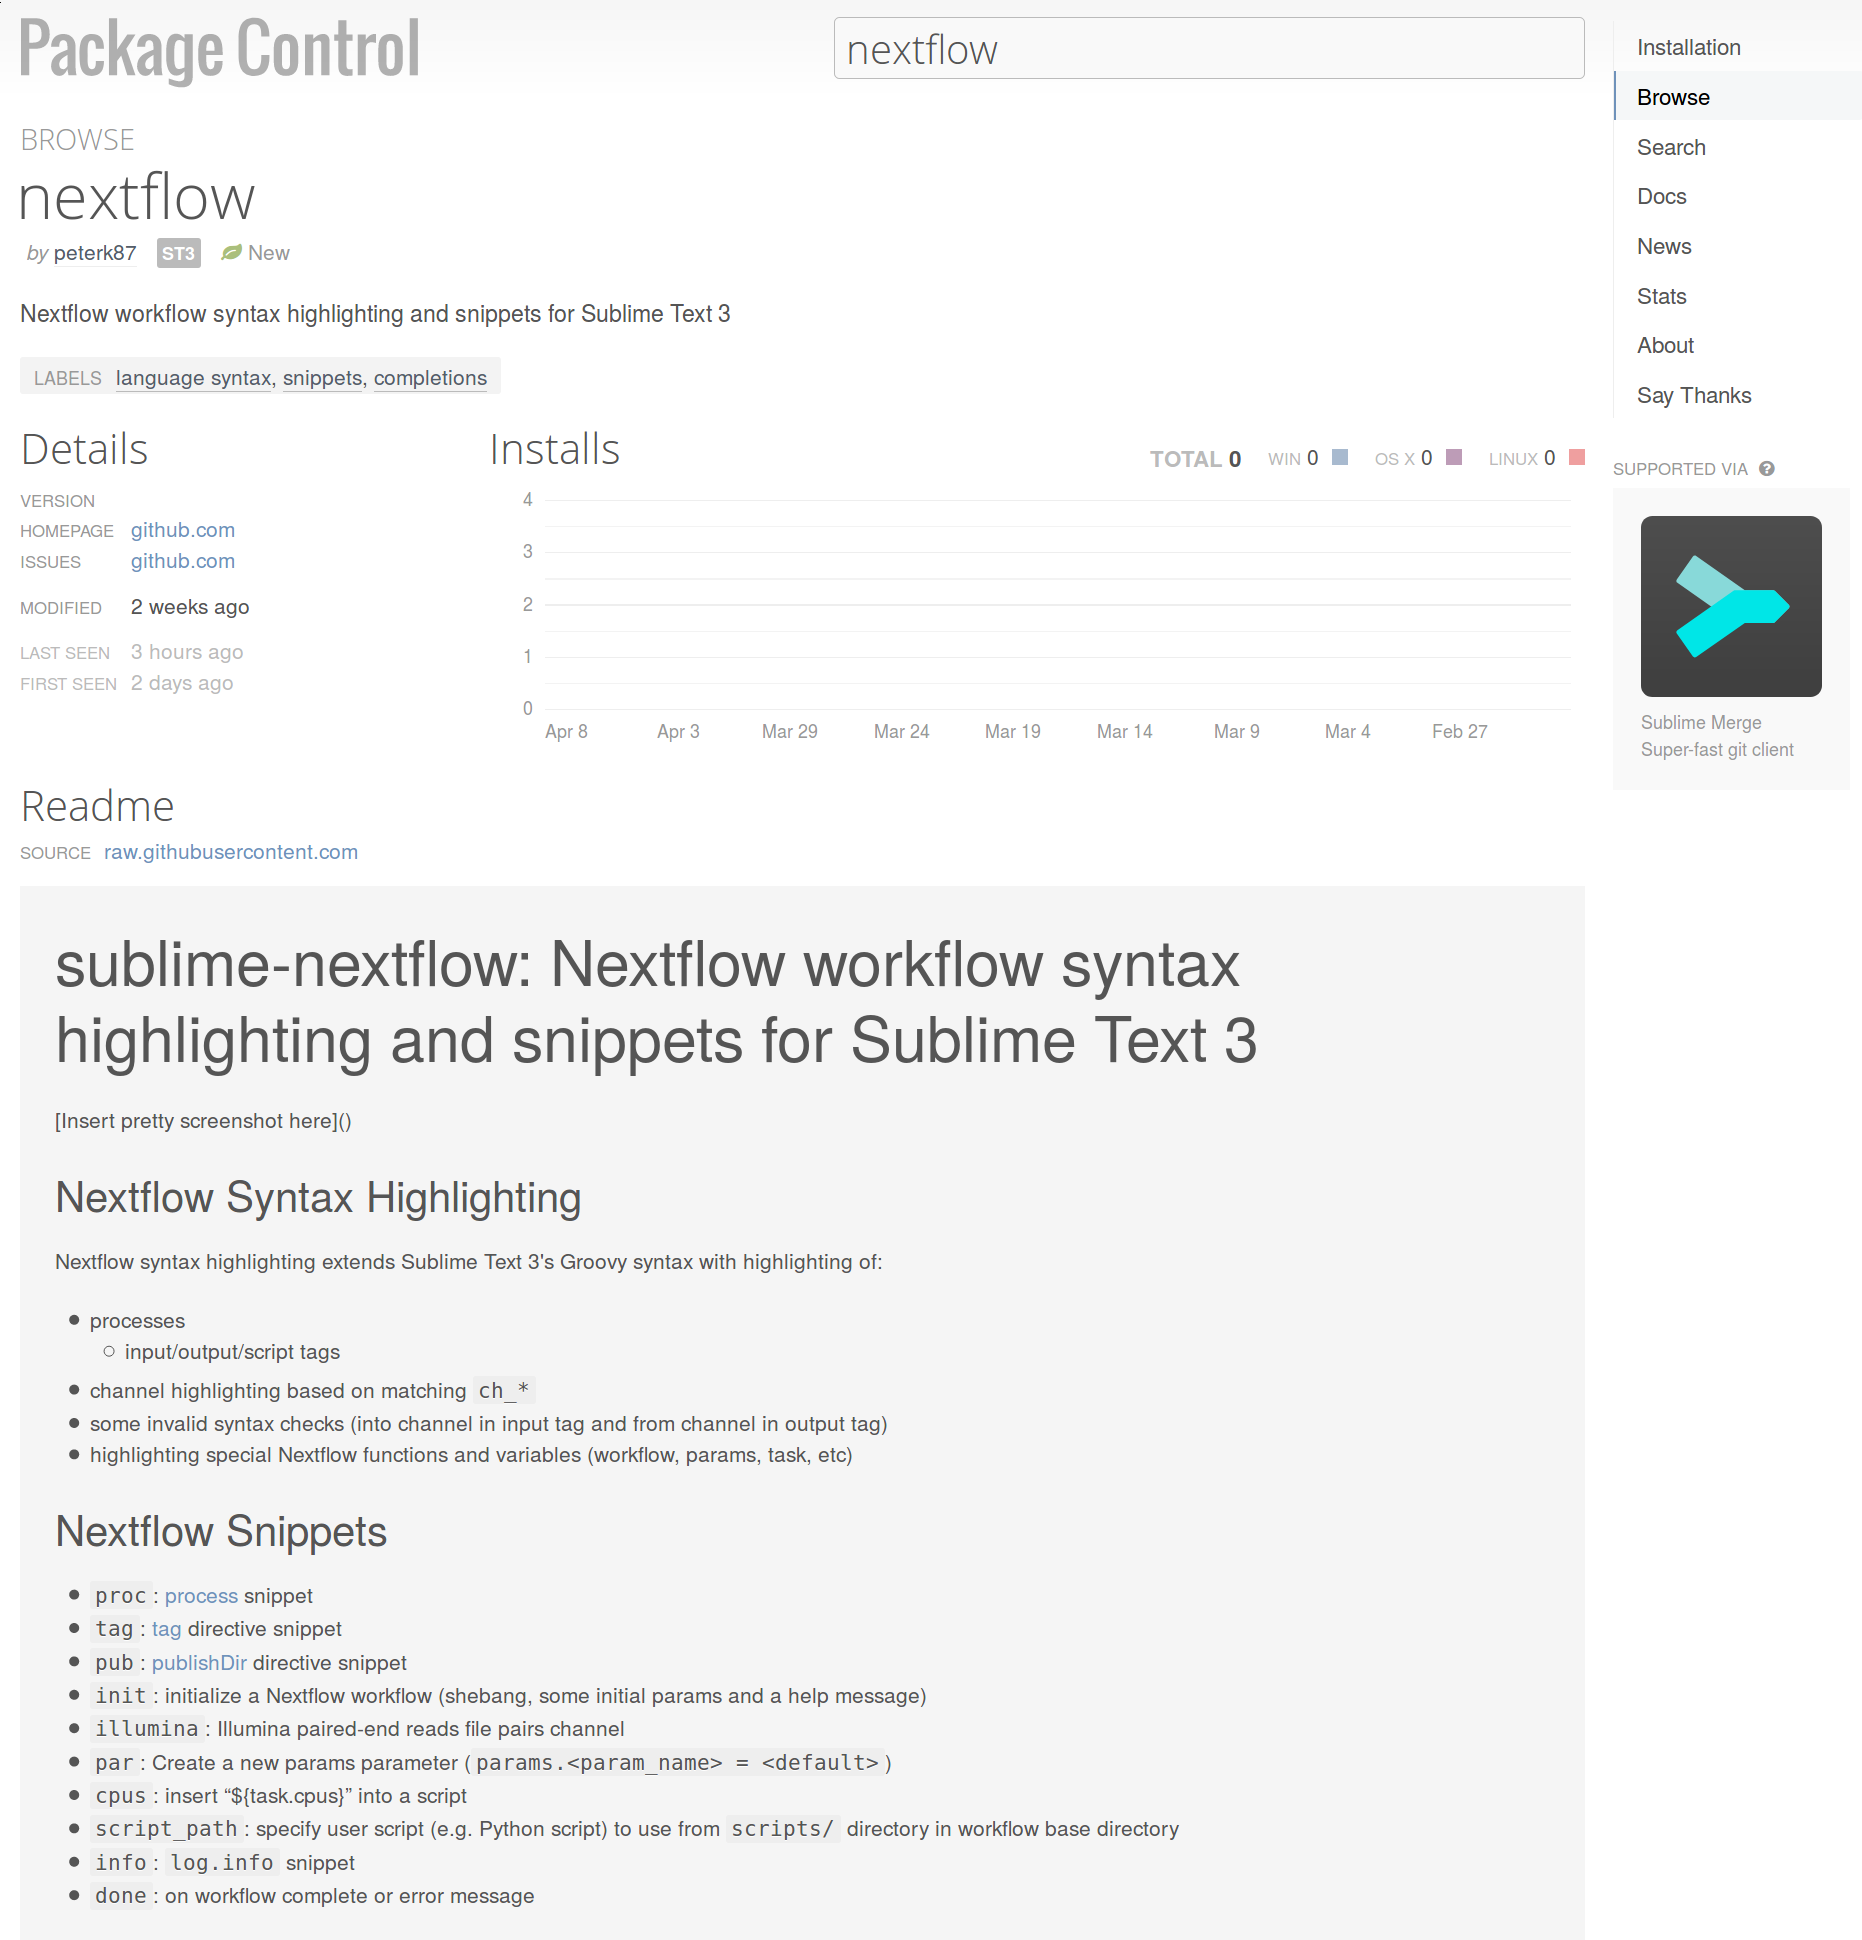 Package Control
nextflow
Installation
Browse
Search
Docs
News
Stats
About
Say Thanks
BROWSE
nextflow
by peterk87 ST3 New
Nextflow workflow syntax highlighting and snippets for Sublime Text 3
LABELS language syntax, snippets, completions
Details
VERSION
HOMEPAGE github.com
ISSUES github.com
MODIFIED 2 weeks ago
LAST SEEN 3 hours ago
FIRST SEEN 2 days ago
Installs
TOTAL 0 WIN 0 OS X 0 LINUX 0
4
3
2
1
0
Apr 8 Apr 3 Mar 29 Mar 24 Mar 19 Mar 14 Mar 9 Mar 4 Feb 27
SUPPORTED VIA ?
Sublime Merge
Super-fast git client
Readme
SOURCE raw.githubusercontent.com
sublime-nextflow: Nextflow workflow syntax
highlighting and snippets for Sublime Text 3
[Insert pretty screenshot here]()
Nextflow Syntax Highlighting
Nextflow syntax highlighting extends Sublime Text 3's Groovy syntax with highlighting of:
processes
input/output/script tags
channel highlighting based on matching ch_*
some invalid syntax checks (into channel in input tag and from channel in output tag)
highlighting special Nextflow functions and variables (workflow, params, task, etc)
Nextflow Snippets
proc : process snippet
tag : tag directive snippet
pub : publishDir directive snippet
init : initialize a Nextflow workflow (shebang, some initial params and a help message)
illumina : Illumina paired-end reads file pairs channel
par : Create a new params parameter ( params.<param_name> = <default> )
cpus : insert “${task.cpus}” into a script
script_path : specify user script (e.g. Python script) to use from scripts/ directory in workflow base directory
info : log.info snippet
done : on workflow complete or error message